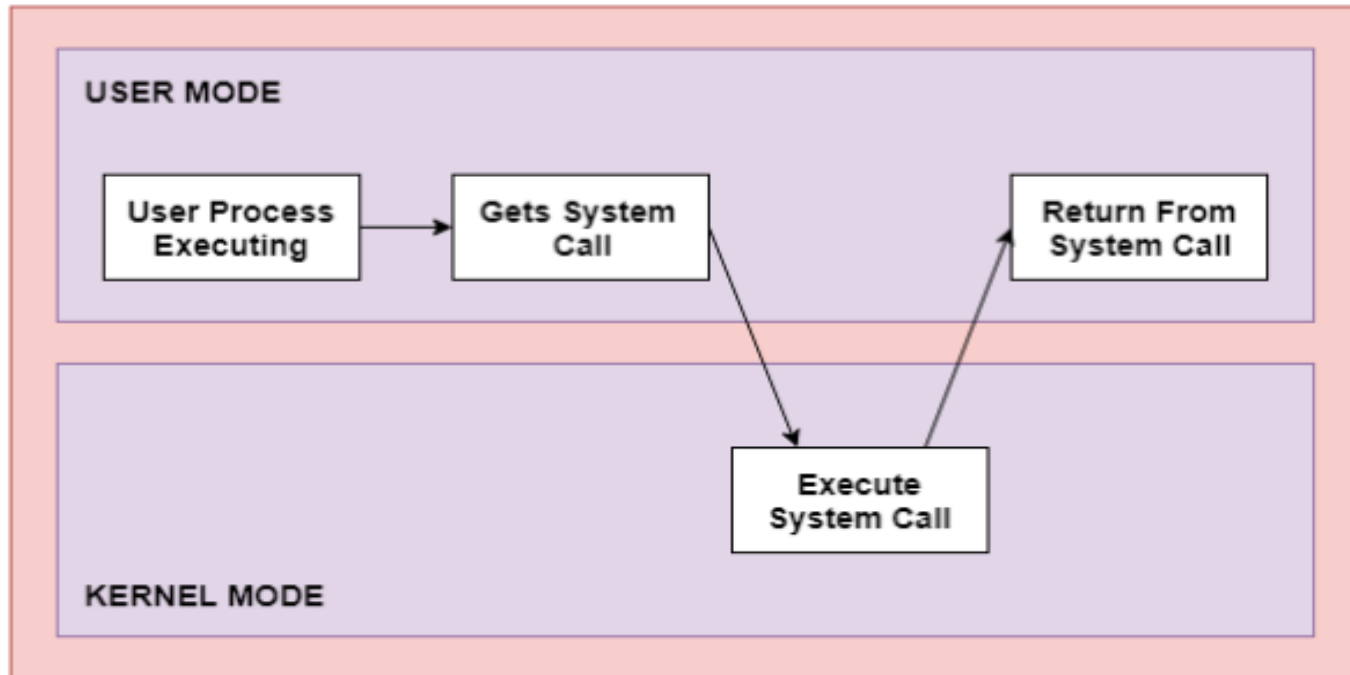 USER MODE
User Process
Executing
Gets System
Call
Return From
System Call
Execute
System Call
KERNEL MODE